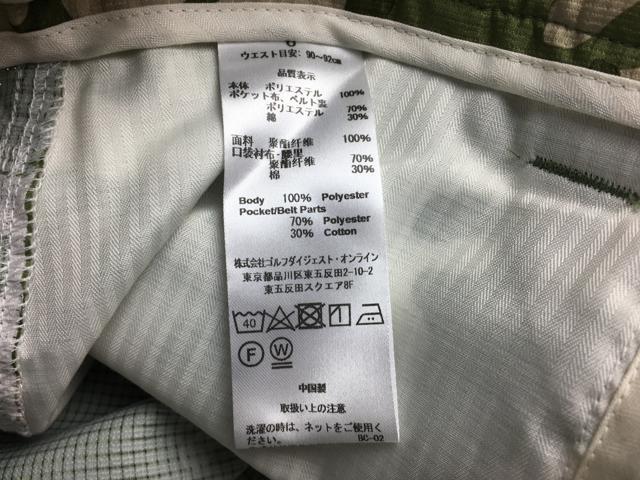 6
ウエスト目安: 90〜92cm
品質表示
本体 ポリエステル 100%
ポケット布、ベルト裏
ポリエステル 70%
綿 30%
面料 聚酯纤维 100%
口袋衬布・腰里
聚酯纤维 70%
棉 30%
Body 100% Polyester
Pocket/Belt Parts
70% Polyester
30% Cotton
株式会社ゴルフダイジェスト・オンライン
東京都品川区東五反田2-10-2
東五反田スクエア8F
40
F W
中国製
取扱い上の注意
洗濯の時は、ネットをご使用く
ださい。 BC-02